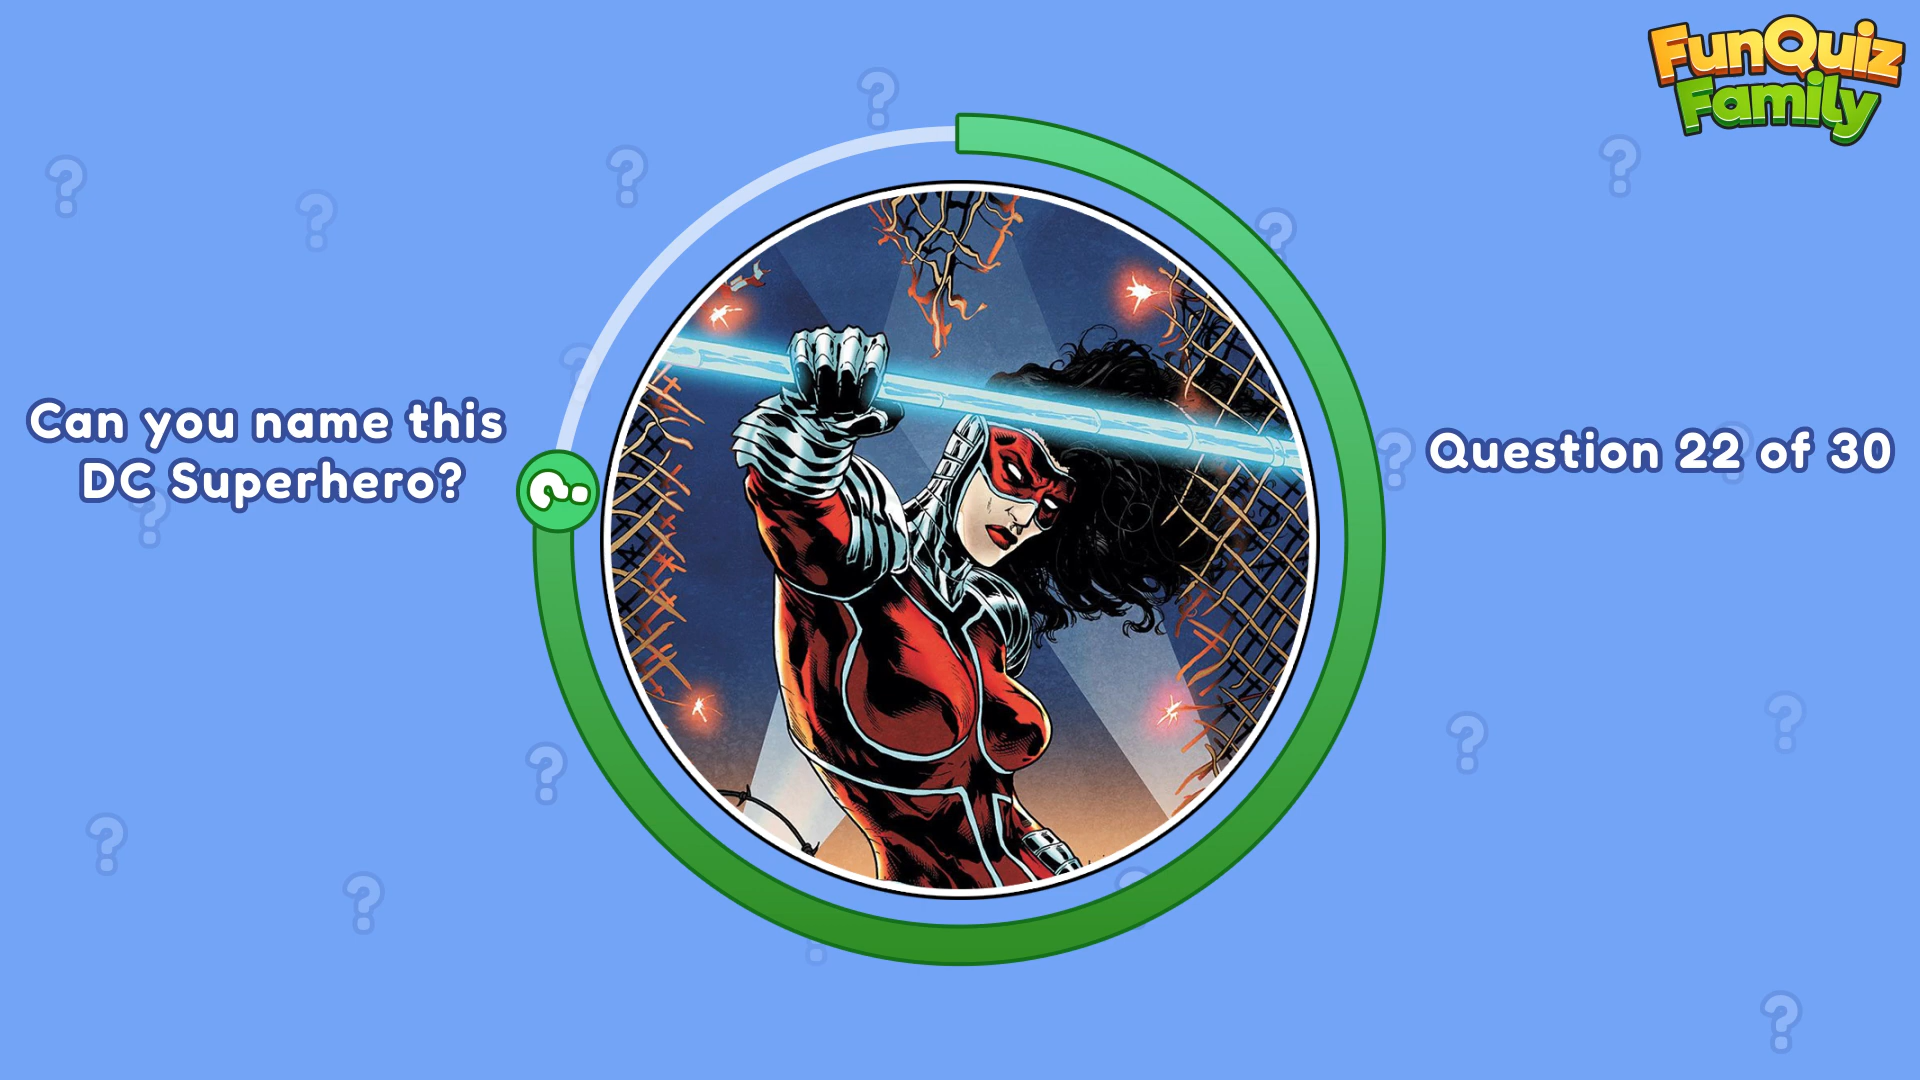 FunQuiz
Family
Can you name this
DC Superhero?
Question 22 of 30